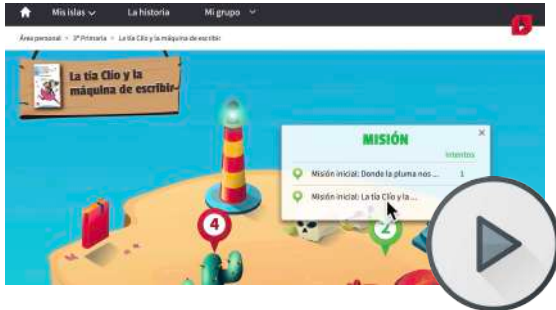 Mis islas
La historia
Mi grupo
Área personal > 3º Primaria > La tía Clío y la máquina de escribir
La tía Clío y la
máquina de escribir
MISIÓN
×
Intentos
Misión inicial: Donde la pluma nos ... 1
Misión inicial: La tía Clío y la ...
4
2